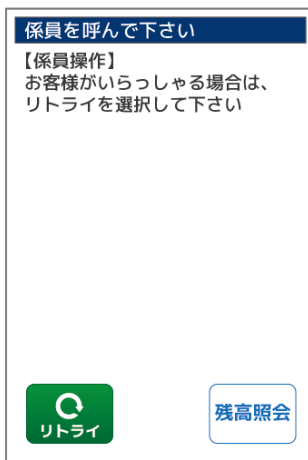 係員を呼んで下さい
【係員操作】
お客様がいらっしゃる場合は、
リトライを選択して下さい
リトライ
残高照会